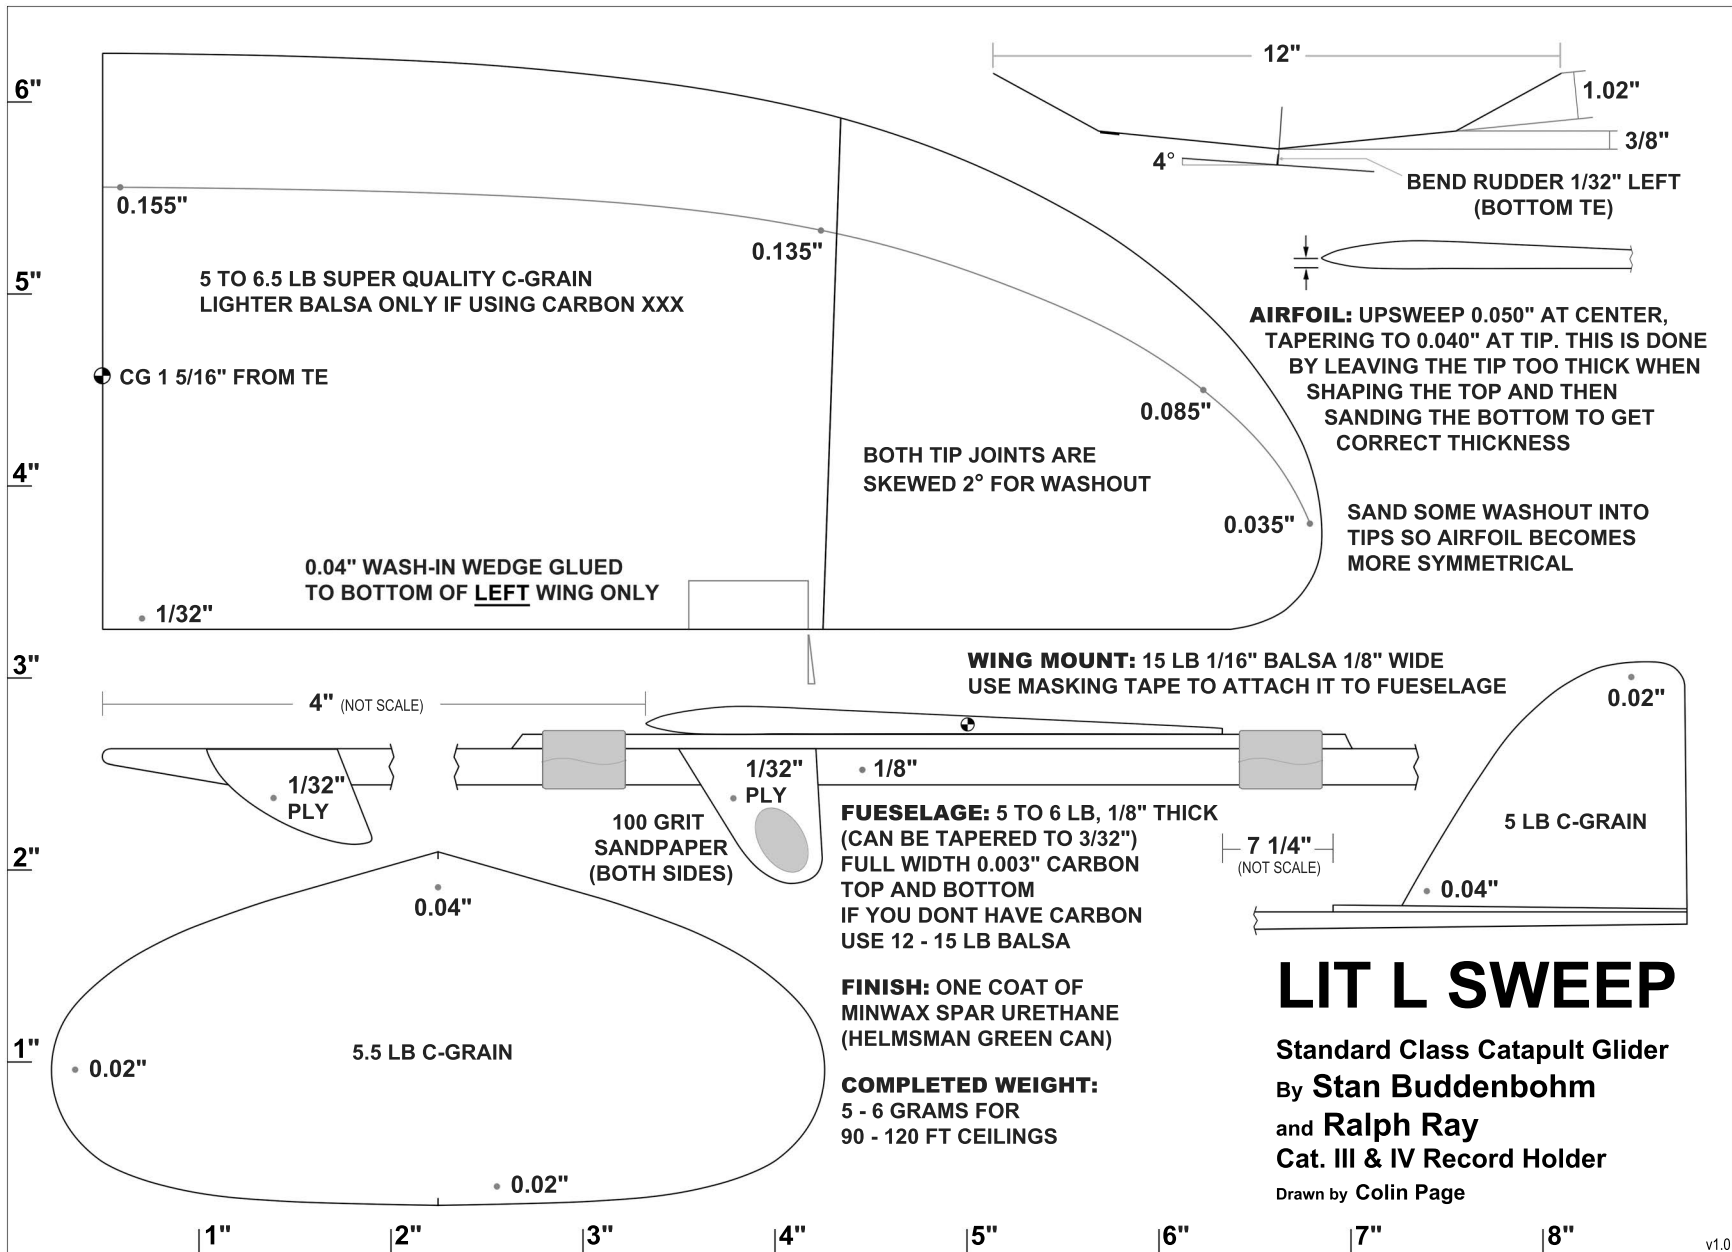 6"
12"
1.02"
3/8"
4°
BEND RUDDER 1/32" LEFT
(BOTTOM TE)
0.155"
0.135"
5"
5 TO 6.5 LB SUPER QUALITY C-GRAIN
LIGHTER BALSA ONLY IF USING CARBON XXX
AIRFOIL: UPSWEEP 0.050" AT CENTER,
TAPERING TO 0.040" AT TIP. THIS IS DONE
BY LEAVING THE TIP TOO THICK WHEN
SHAPING THE TOP AND THEN
SANDING THE BOTTOM TO GET
CORRECT THICKNESS
CG 1 5/16" FROM TE
0.085"
4"
BOTH TIP JOINTS ARE
SKEWED 2° FOR WASHOUT
0.035"
SAND SOME WASHOUT INTO
TIPS SO AIRFOIL BECOMES
MORE SYMMETRICAL
0.04" WASH-IN WEDGE GLUED
TO BOTTOM OF LEFT WING ONLY
1/32"
3"
WING MOUNT: 15 LB 1/16" BALSA 1/8" WIDE
USE MASKING TAPE TO ATTACH IT TO FUESELAGE
4" (NOT SCALE)
0.02"
1/32"
PLY
1/32"
PLY
1/8"
100 GRIT
SANDPAPER
(BOTH SIDES)
FUESELAGE: 5 TO 6 LB, 1/8" THICK
(CAN BE TAPERED TO 3/32")
FULL WIDTH 0.003" CARBON
TOP AND BOTTOM
IF YOU DONT HAVE CARBON
USE 12 - 15 LB BALSA
7 1/4"
(NOT SCALE)
5 LB C-GRAIN
0.04"
2"
0.04"
FINISH: ONE COAT OF
MINWAX SPAR URETHANE
(HELMSMAN GREEN CAN)
1"
0.02"
5.5 LB C-GRAIN
COMPLETED WEIGHT:
5 - 6 GRAMS FOR
90 - 120 FT CEILINGS
0.02"
LIT L SWEEP
Standard Class Catapult Glider
By Stan Buddenbohm
and Ralph Ray
Cat. III & IV Record Holder
Drawn by Colin Page
1"
2"
3"
4"
5"
6"
7"
8"
v1.0